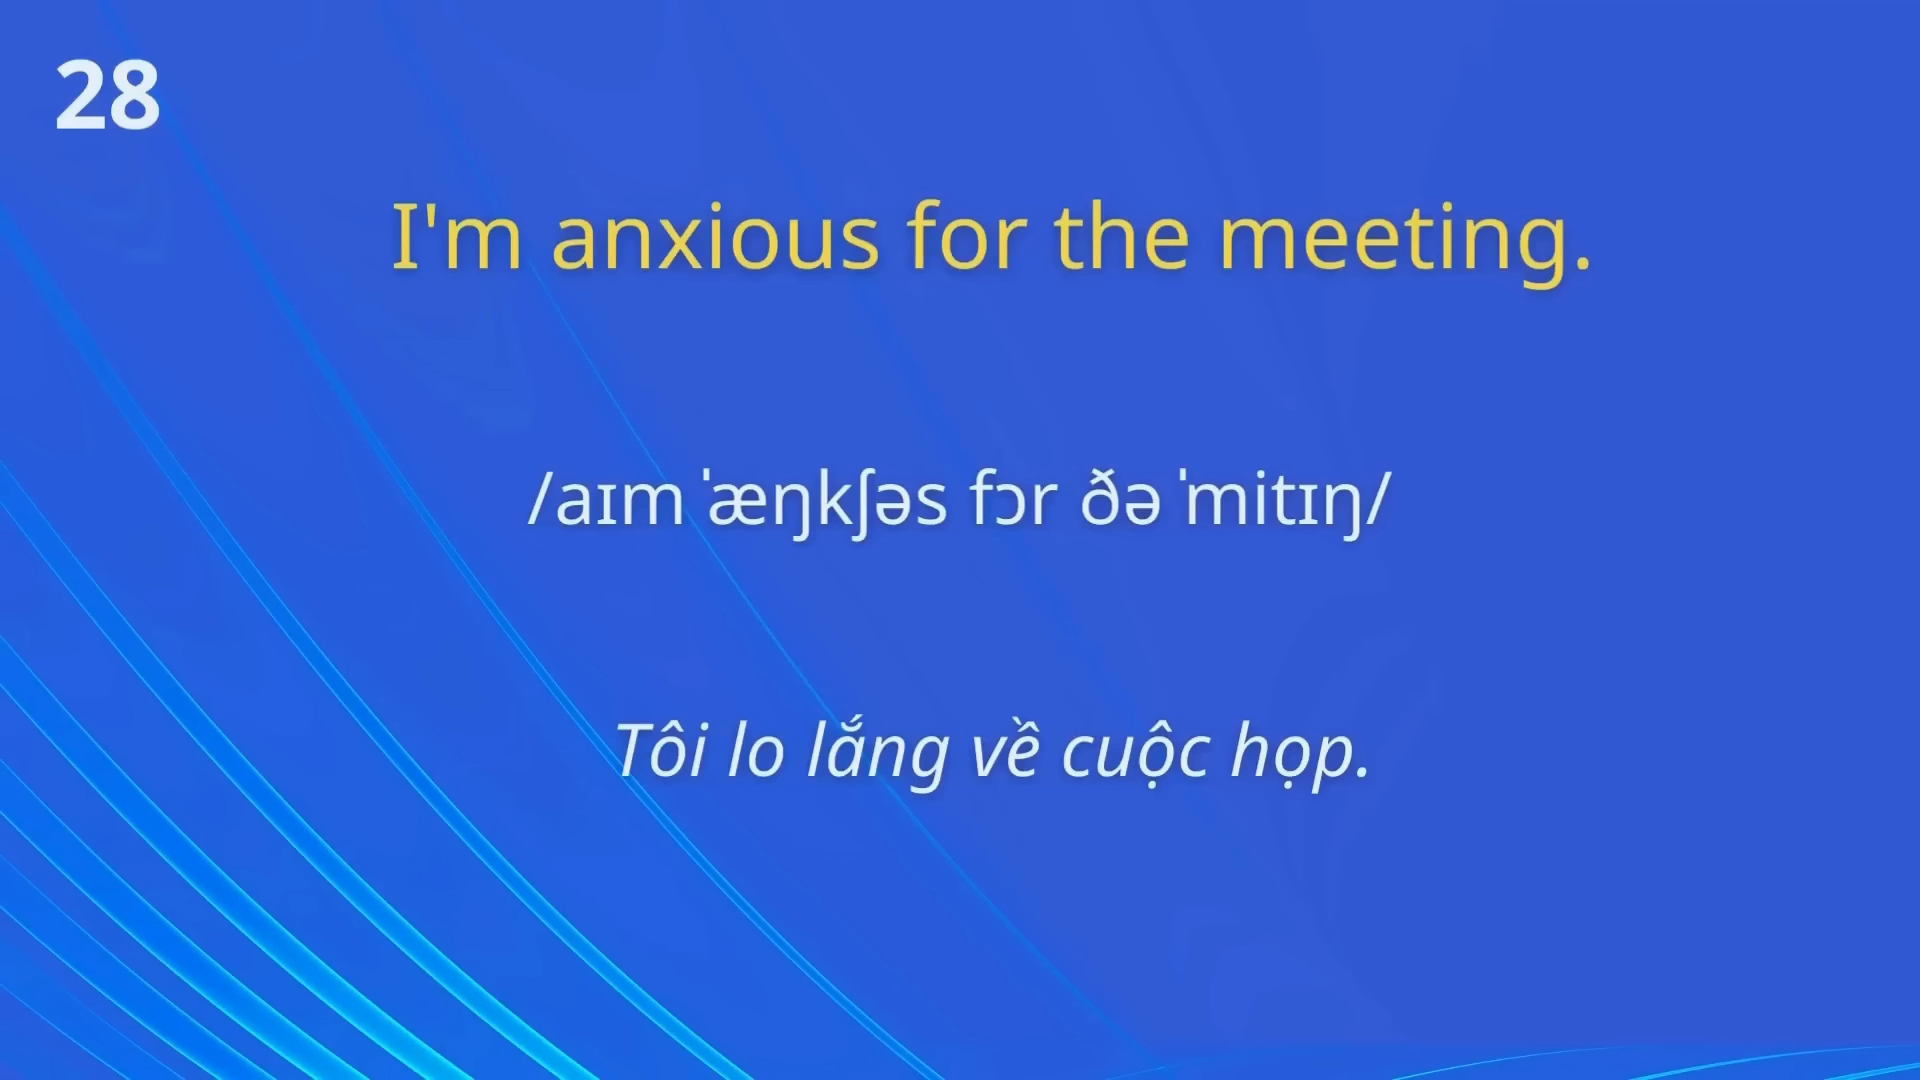 28
I'm anxious for the meeting.
/aɪm ˈæŋkʃəs fɔr ðə ˈmitɪŋ/
Tôi lo lắng về cuộc họp.